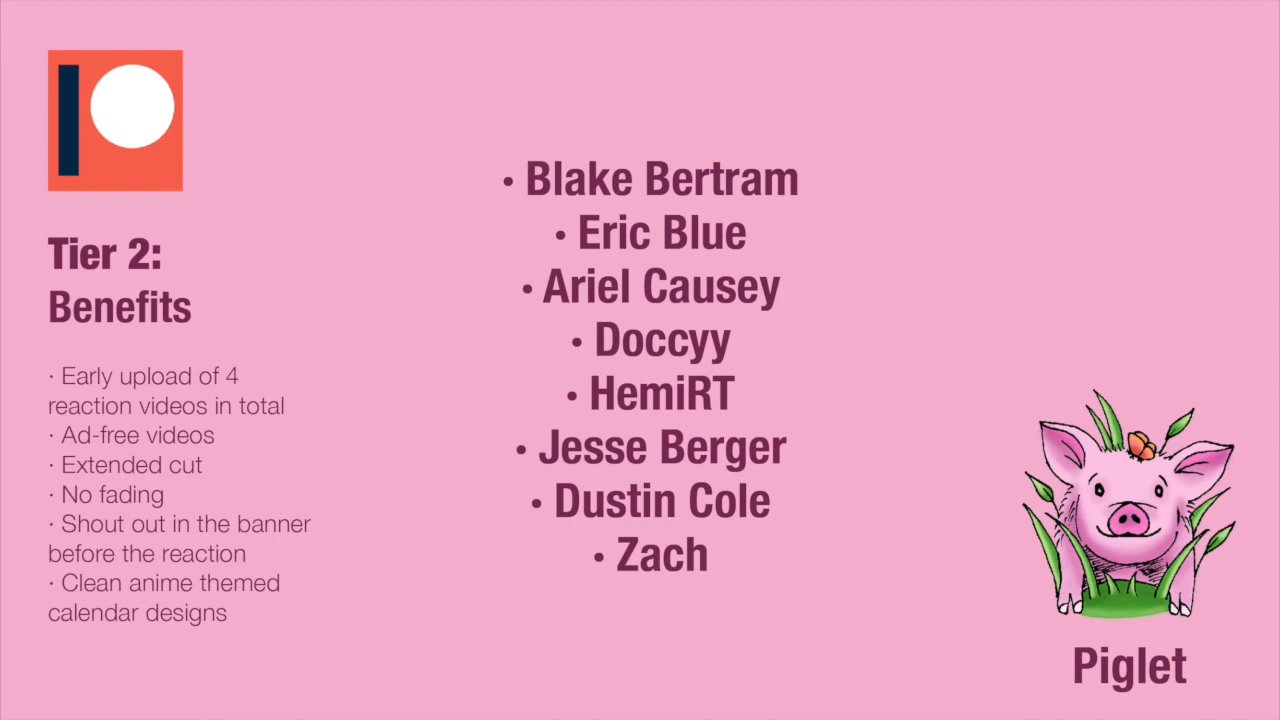 Tier 2:
Benefits
· Early upload of 4
reaction videos in total
· Ad-free videos
· Extended cut
· No fading
· Shout out in the banner
before the reaction
· Clean anime themed
calendar designs
• Blake Bertram
• Eric Blue
• Ariel Causey
• Doccyy
• HemiRT
• Jesse Berger
• Dustin Cole
• Zach
Piglet